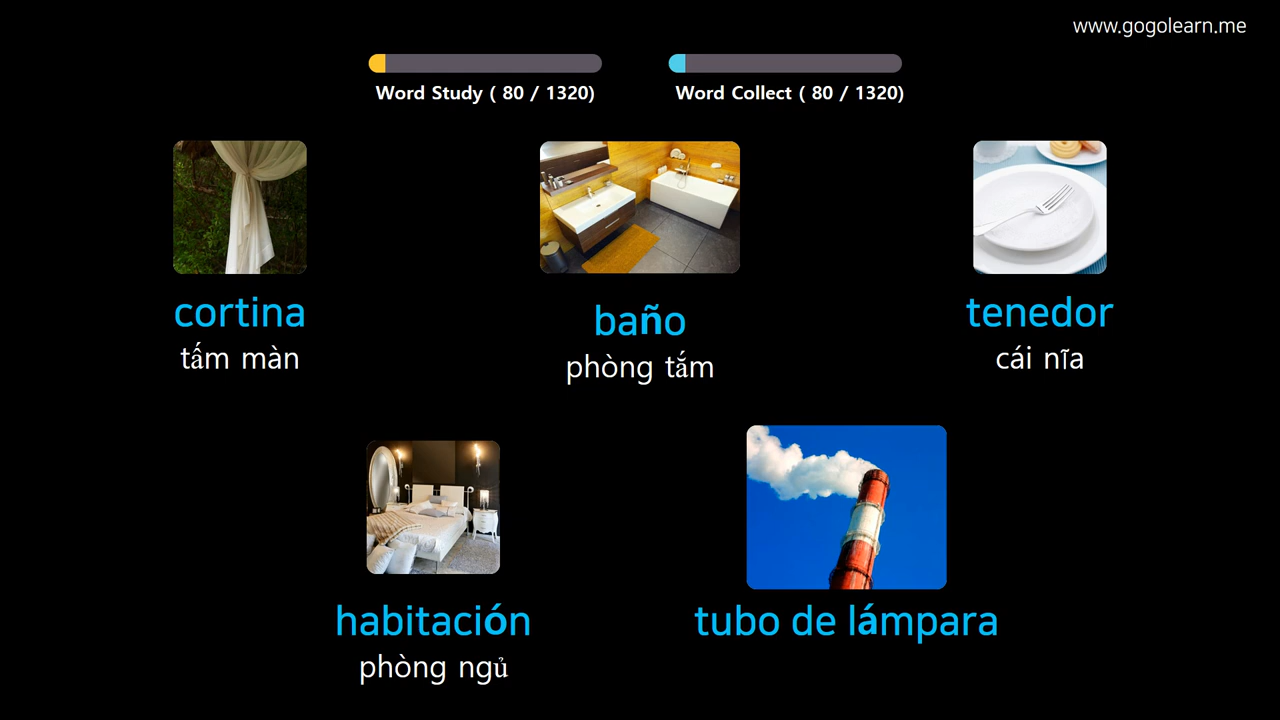 www.gogolearn.me
Word Study ( 80 / 1320)
Word Collect ( 80 / 1320)
cortina
tấm màn
baño
phòng tắm
tenedor
cái nĩa
habitación
phòng ngủ
tubo de lámpara